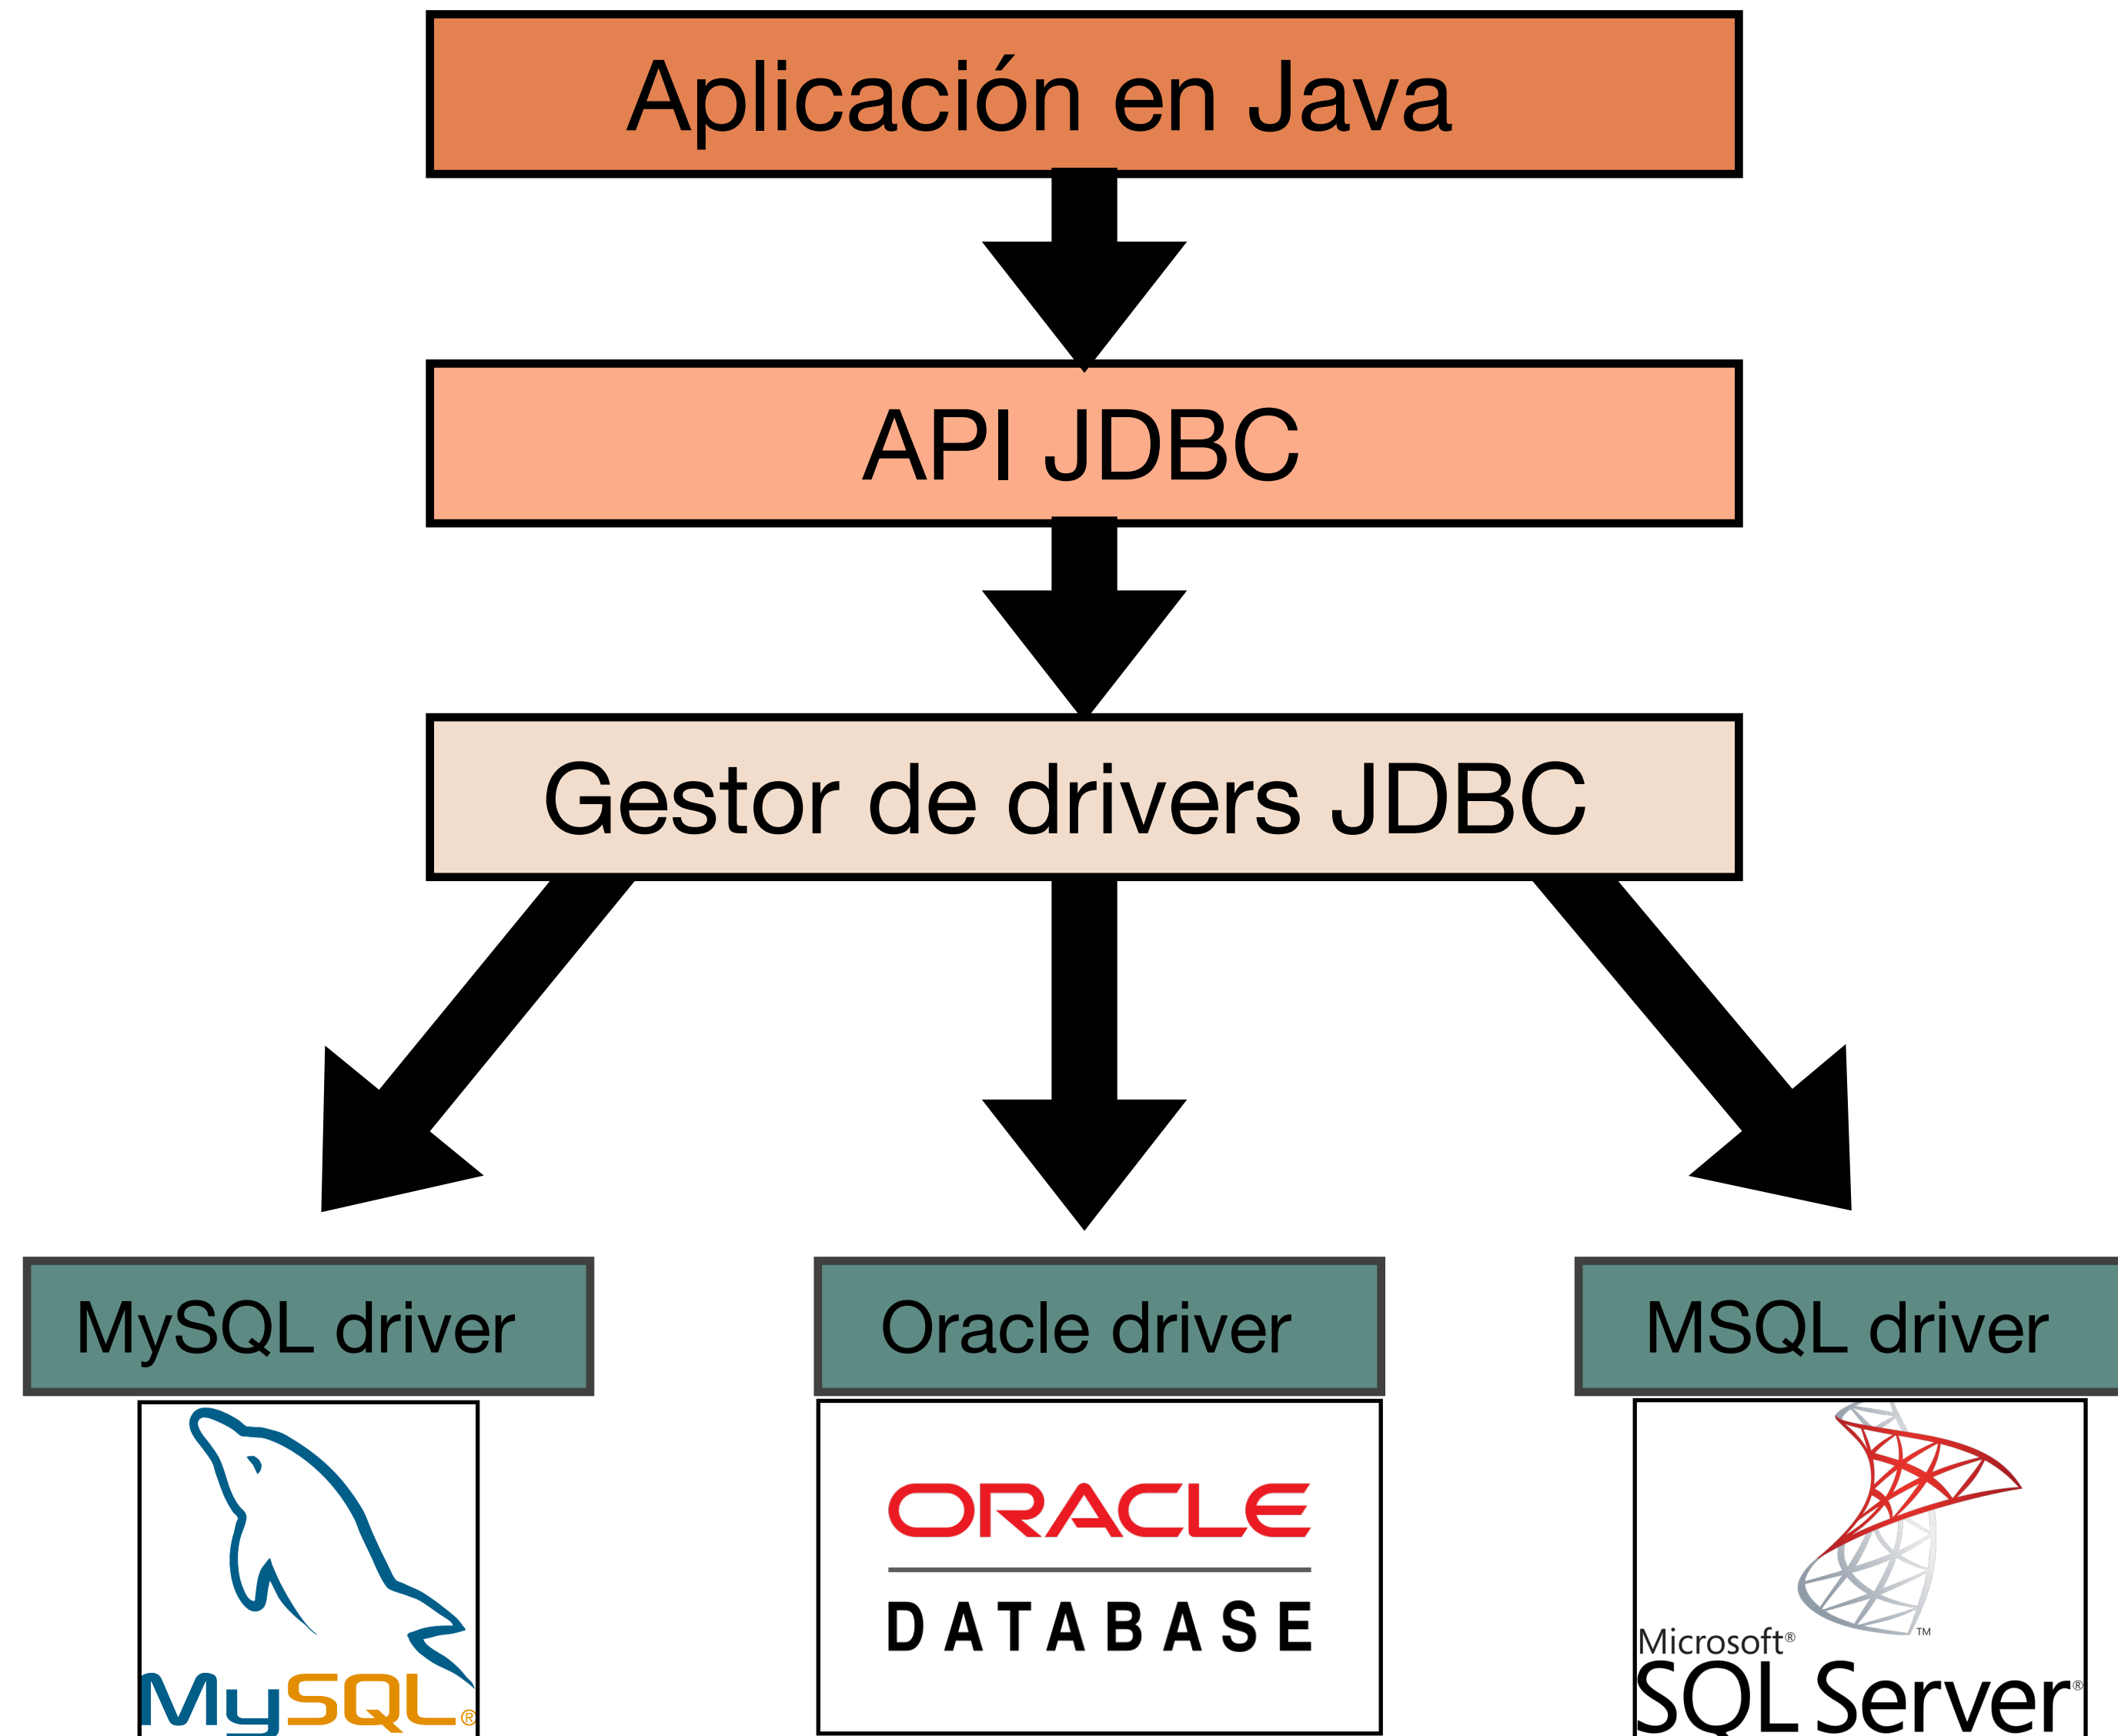 Aplicación en Java
API JDBC
Gestor de drivers JDBC
MySQL driver
Oracle driver
MSQL driver
MySQL®
ORACLE
DATABASE
Microsoft®
SQL Server®
TM